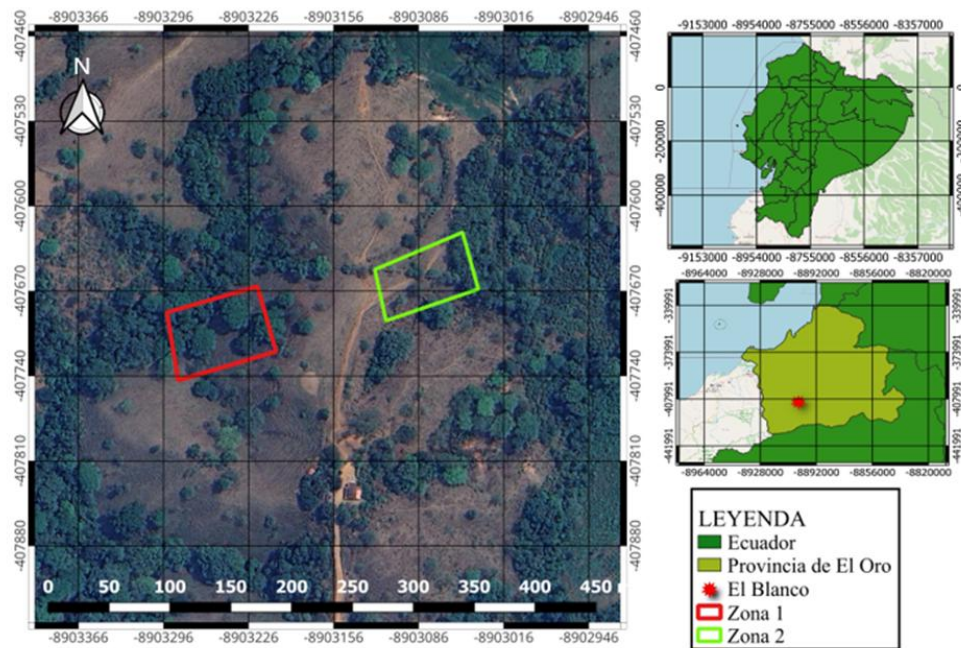 -8903366 -8903296 -8903226 -8903156 -8903086 -8903016 -8902946
-407460 -407460
-407530 -407530
-407600 -407600
-407670 -407670
-407740 -407740
-407810 -407810
-407880 -407880
N
0 50 100 150 200 250 300 350 400 450
-8903366 -8903296 -8903226 -8903156 -8903086 -8903016 -8902946
-9153000 -8954000 -8755000 -8556000 -8357000
0 0
-200000
-400000
-9153000 -8954000 -8755000 -8556000 -8357000
-8964000 -8928000 -8892000 -8856000 -8820000
-339991 -339991
-373991 -373991
-407991 -407991
-441991 -441991
-8964000 -8928000 -8892000 -8856000 -8820000
LEYENDA
Ecuador
Provincia de El Oro
El Blanco
Zona 1
Zona 2